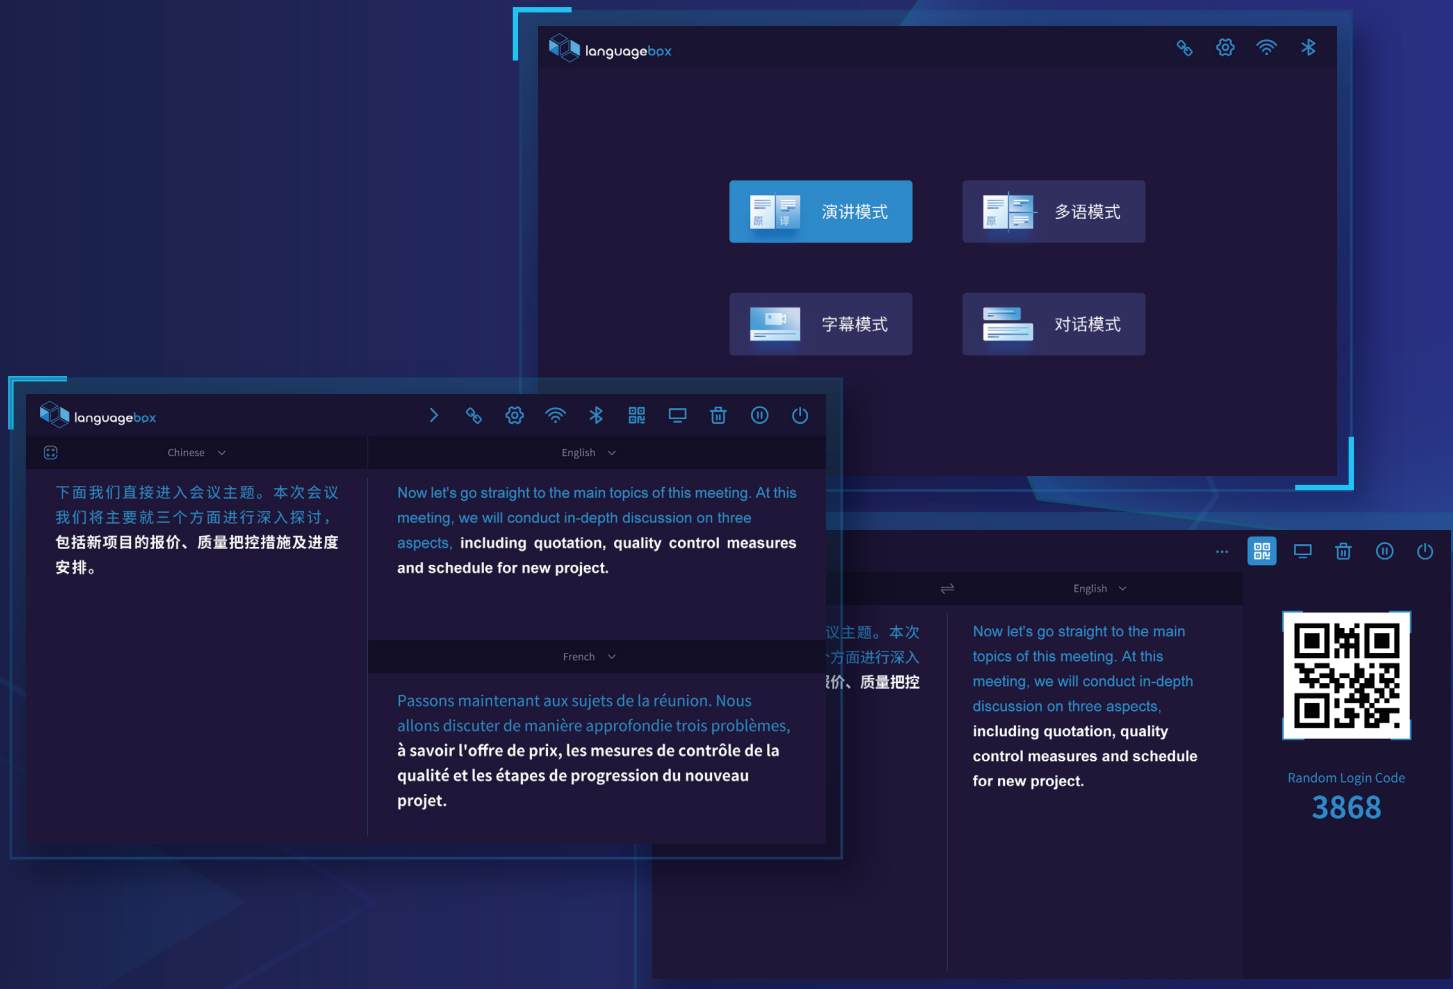 languagebox
原 译 演讲模式
原 多语模式
字幕模式
对话模式
languagebox
Chinese
English
下面我们直接进入会议主题。本次会议
我们将主要就三个方面进行深入探讨，
包括新项目的报价、质量把控措施及进度
安排。
Now let's go straight to the main topics of this meeting. At this
meeting, we will conduct in-depth discussion on three
aspects, including quotation, quality control measures
and schedule for new project.
French
Passons maintenant aux sujets de la réunion. Nous
allons discuter de manière approfondie trois problèmes,
à savoir l'offre de prix, les mesures de contrôle de la
qualité et les étapes de progression du nouveau
projet.
English
议主题。本次
方面进行深入
价、质量把控
Now let's go straight to the main
topics of this meeting. At this
meeting, we will conduct in-depth
discussion on three aspects,
including quotation, quality
control measures and schedule
for new project.
Random Login Code
3868